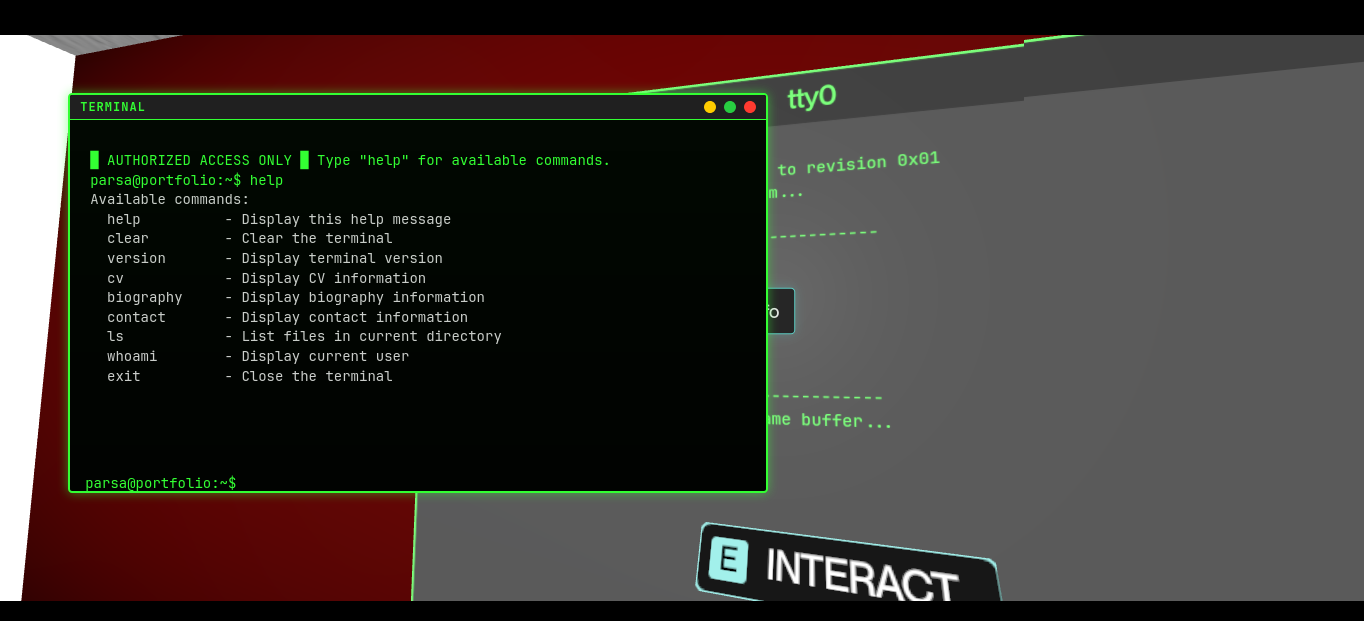 TERMINAL
█ AUTHORIZED ACCESS ONLY █ Type "help" for available commands.
parsa@portfolio:~$ help
Available commands:
help - Display this help message
clear - Clear the terminal
version - Display terminal version
cv - Display CV information
biography - Display biography information
contact - Display contact information
ls - List files in current directory
whoami - Display current user
exit - Close the terminal
parsa@portfolio:~$
tty0
to revision 0x01
------------
------------
buffer...
E INTERACT